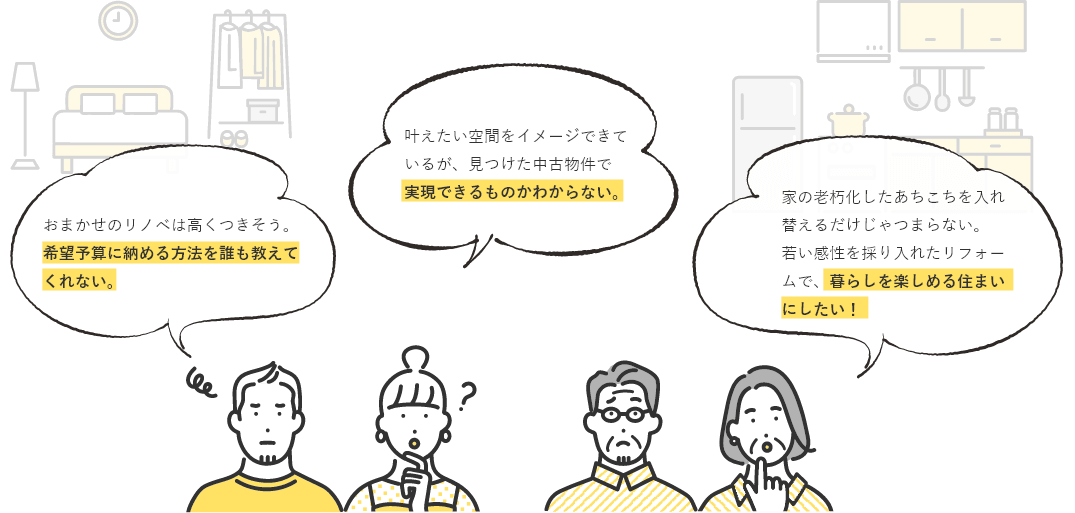 おまかせのリノベは高くつきそう。
希望予算に納める方法を誰も教えて
くれない。
叶えたい空間をイメージできて
いるが、見つけた中古物件で
実現できるものかわからない。
家の老朽化したあちこちを入れ
替えるだけじゃつまらない。
若い感性を採り入れたリフォー
ムで、暮らしを楽しめる住まい
にしたい！
?